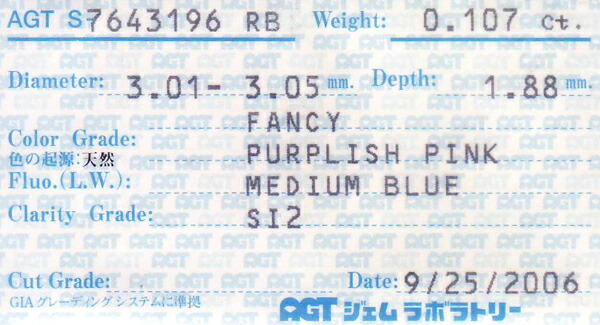 AGT S-7643196 RB Weight: 0.107 ct.
Diameter: 3.01- 3.05 mm. Depth: 1.88 mm.
FANCY
Color Grade:
色の起源:天然 PURPLISH PINK
Fluo.(L.W.): MEDIUM BLUE
Clarity Grade: SI2
Cut Grade: Date: 9/25/2006
GIAグレーディングシステムに準拠
AGT ジェム ラボラトリー